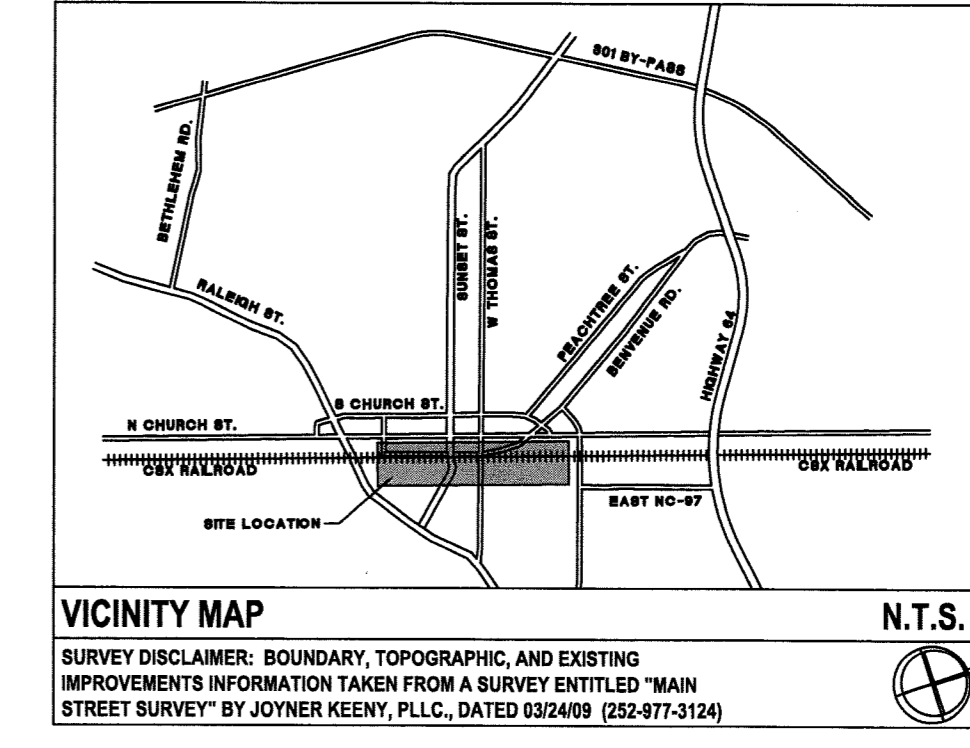 301 BY-PASS
BETHLEHEM RD.
SUNSET ST.
W THOMAS ST.
RALEIGH ST.
PEACHTREE ST.
BENVENUE RD.
HIGHWAY 64
S CHURCH ST.
N CHURCH ST.
CSX RAILROAD
CSX RAILROAD
EAST NC-97
SITE LOCATION
VICINITY MAP
N.T.S.
SURVEY DISCLAIMER: BOUNDARY, TOPOGRAPHIC, AND EXISTING
IMPROVEMENTS INFORMATION TAKEN FROM A SURVEY ENTITLED "MAIN
STREET SURVEY" BY JOYNER KEENY, PLLC., DATED 03/24/09 (252-977-3124)